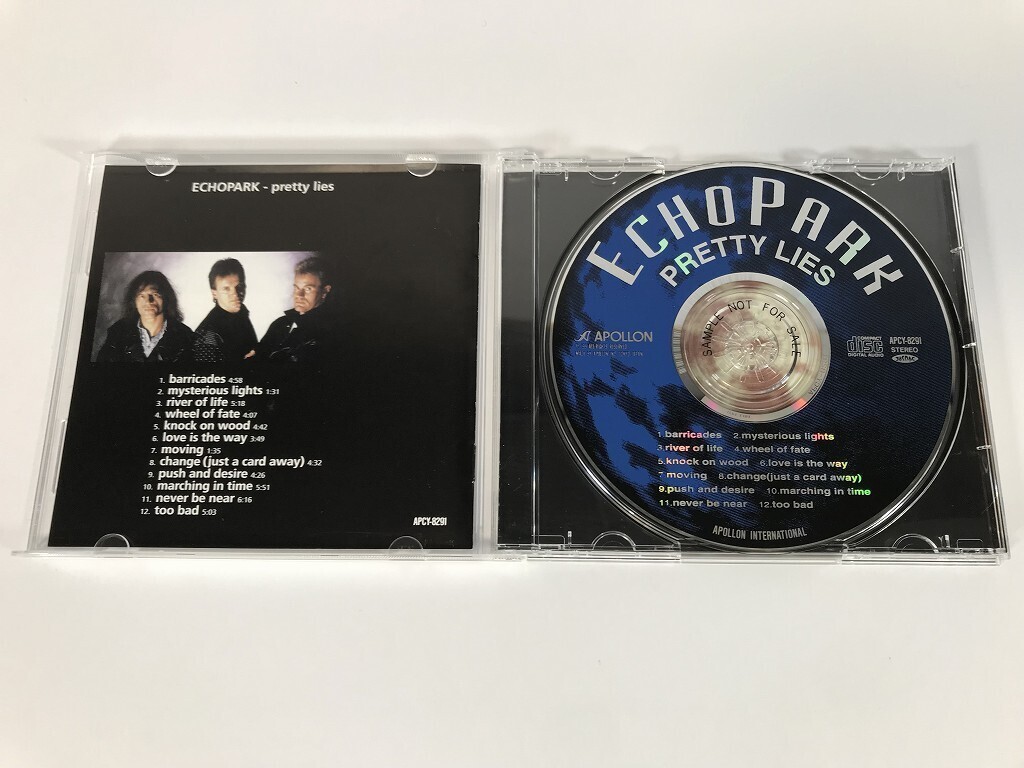 ECHOPARK - pretty lies
1. barricades 4:58
2. mysterious lights 1:31
3. river of life 5:18
4. wheel of fate 4:07
5. knock on wood 4:42
6. love is the way 3:49
7. moving 1:35
8. change (just a card away) 4:32
9. push and desire 4:26
10. marching in time 5:51
11. never be near 6:16
12. too bad 5:03
APCY-8291
ECHOPARK
PRETTY LIES
SAMPLE NOT FOR SALE
APOLLON
COMPACT
disc
DIGITAL AUDIO
APCY-8291
STEREO
1.barricades 2.mysterious lights
3.river of life 4.wheel of fate
5.knock on wood 6.love is the way
7.moving 8.change(just a card away)
9.push and desire 10.marching in time
11.never be near 12.too bad
APOLLON INTERNATIONAL